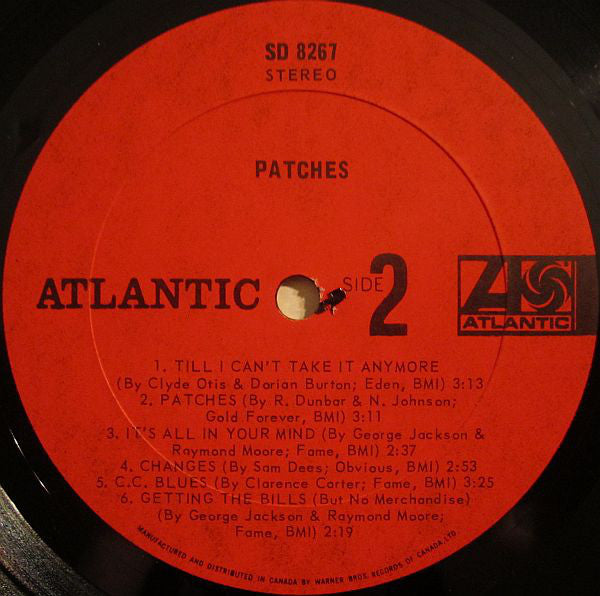 SD 8267
STEREO
PATCHES
ATLANTIC
SIDE 2
ATLANTIC
1. TILL I CAN'T TAKE IT ANYMORE
(By Clyde Otis & Dorian Burton; Eden, BMI) 3:13
2. PATCHES (By R. Dunbar & N. Johnson;
Gold Forever, BMI) 3:11
3. IT'S ALL IN YOUR MIND (By George Jackson &
Raymond Moore; Fame, BMI) 2:37
4. CHANGES (By Sam Dees; Obvious, BMI) 2:53
5. C.C. BLUES (By Clarence Carter; Fame, BMI) 3:25
6. GETTING THE BILLS (But No Merchandise)
(By George Jackson & Raymond Moore;
Fame, BMI) 2:19
MANUFACTURED AND DISTRIBUTED IN CANADA BY WARNER BROS. RECORDS OF CANADA, LTD.